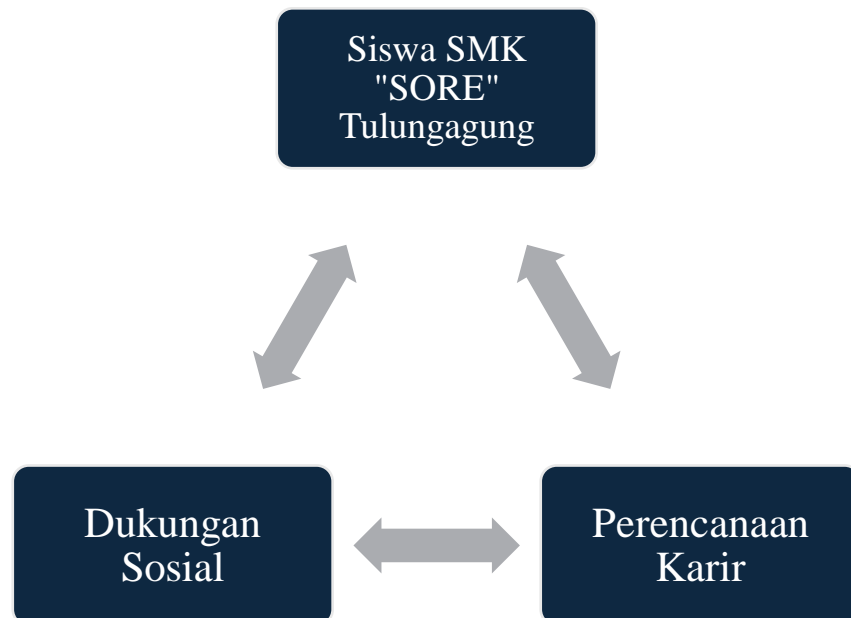 Siswa SMK
"SORE"
Tulungagung
Dukungan
Sosial
Perencanaan
Karir